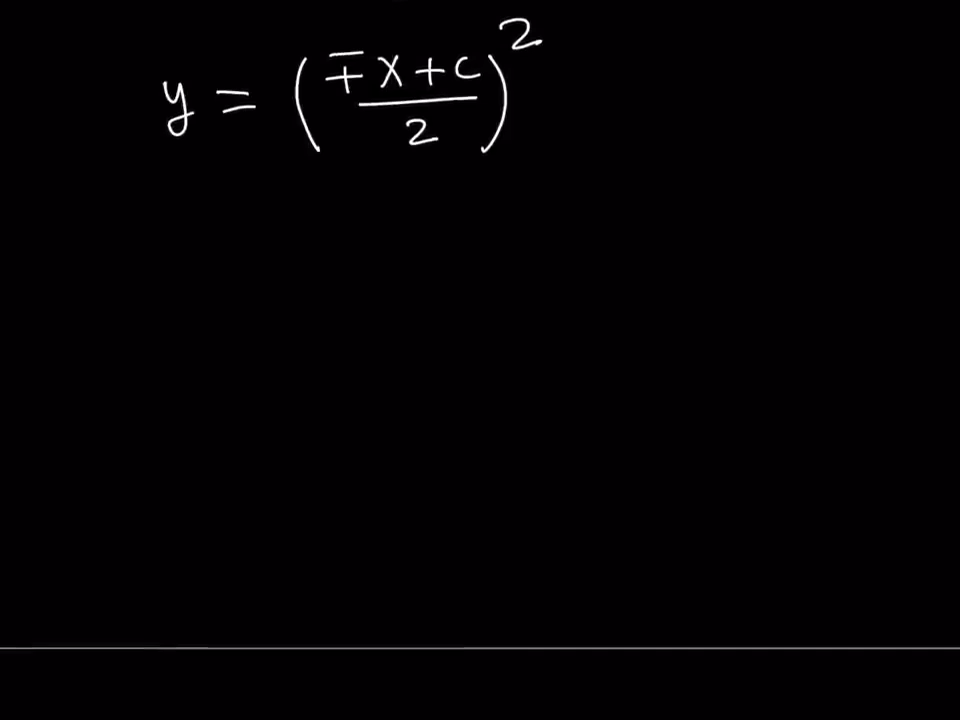 y = (∓x+c / 2)²